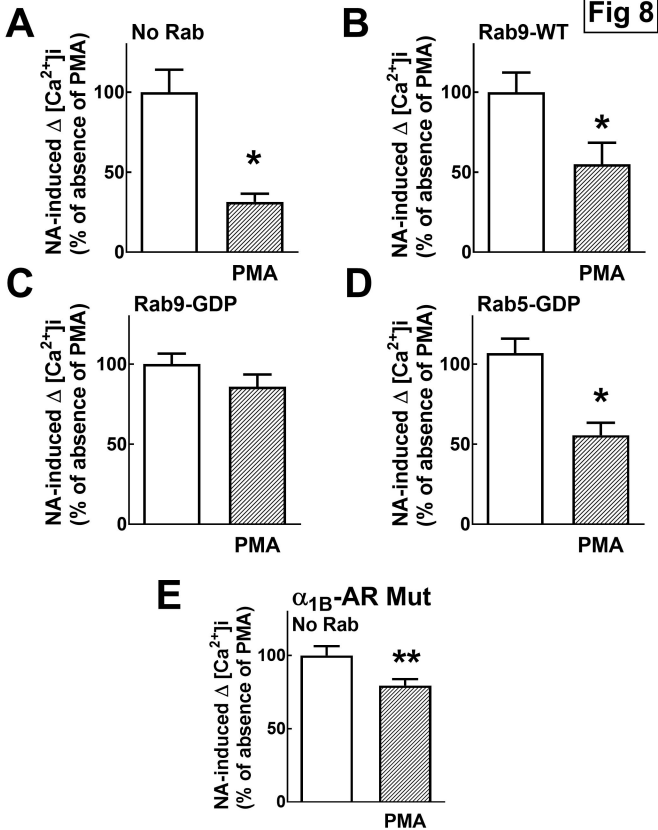 Fig 8
A
No Rab
NA-induced Δ [Ca²⁺]i
(% of absence of PMA)
100
50
0
*
PMA
B
Rab9-WT
NA-induced Δ [Ca²⁺]i
(% of absence of PMA)
100
50
0
*
PMA
C
Rab9-GDP
NA-induced Δ [Ca²⁺]i
(% of absence of PMA)
100
50
0
PMA
D
Rab5-GDP
NA-induced Δ [Ca²⁺]i
(% of absence of PMA)
100
50
0
*
PMA
E
α₁B-AR Mut
No Rab
NA-induced Δ [Ca²⁺]i
(% of absence of PMA)
100
50
0
**
PMA